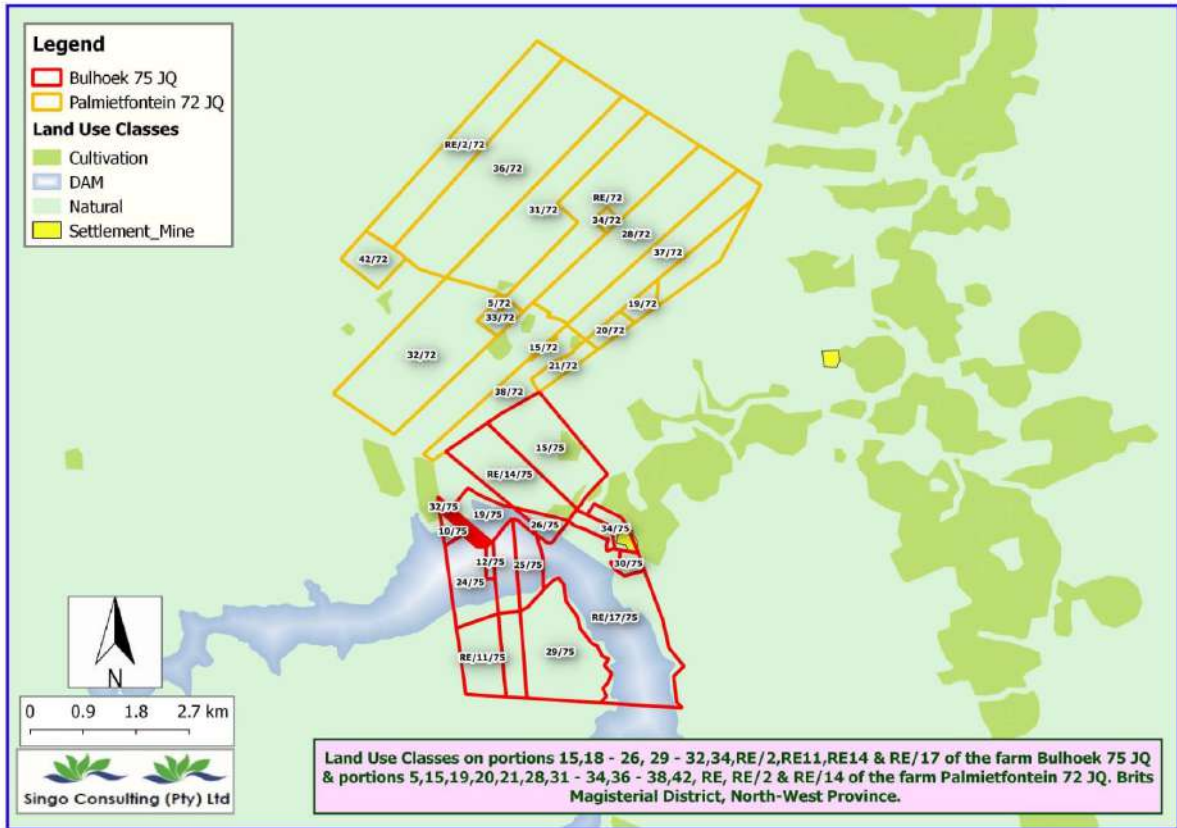 Legend
Bulhoek 75 JQ
Palmietfontein 72 JQ
Land Use Classes
Cultivation
DAM
Natural
Settlement_Mine
RE/2/72
36/72
31/72
RE/72
34/72
28/72
37/72
42/72
19/72
5/72
33/72
20/72
15/72
32/72
21/72
38/72
15/75
RE/14/75
32/75
19/75
26/75
34/75
10/75
12/75
25/75
30/75
24/75
RE/17/75
29/75
RE/11/75
N
0 0.9 1.8 2.7 km
Singo Consulting (Pty) Ltd
Land Use Classes on portions 15,18 - 26, 29 - 32,34,RE/2,RE11,RE14 & RE/17 of the farm Bulhoek 75 JQ
& portions 5,15,19,20,21,28,31 - 34,36 - 38,42, RE, RE/2 & RE/14 of the farm Palmietfontein 72 JQ. Brits
Magisterial District, North-West Province.